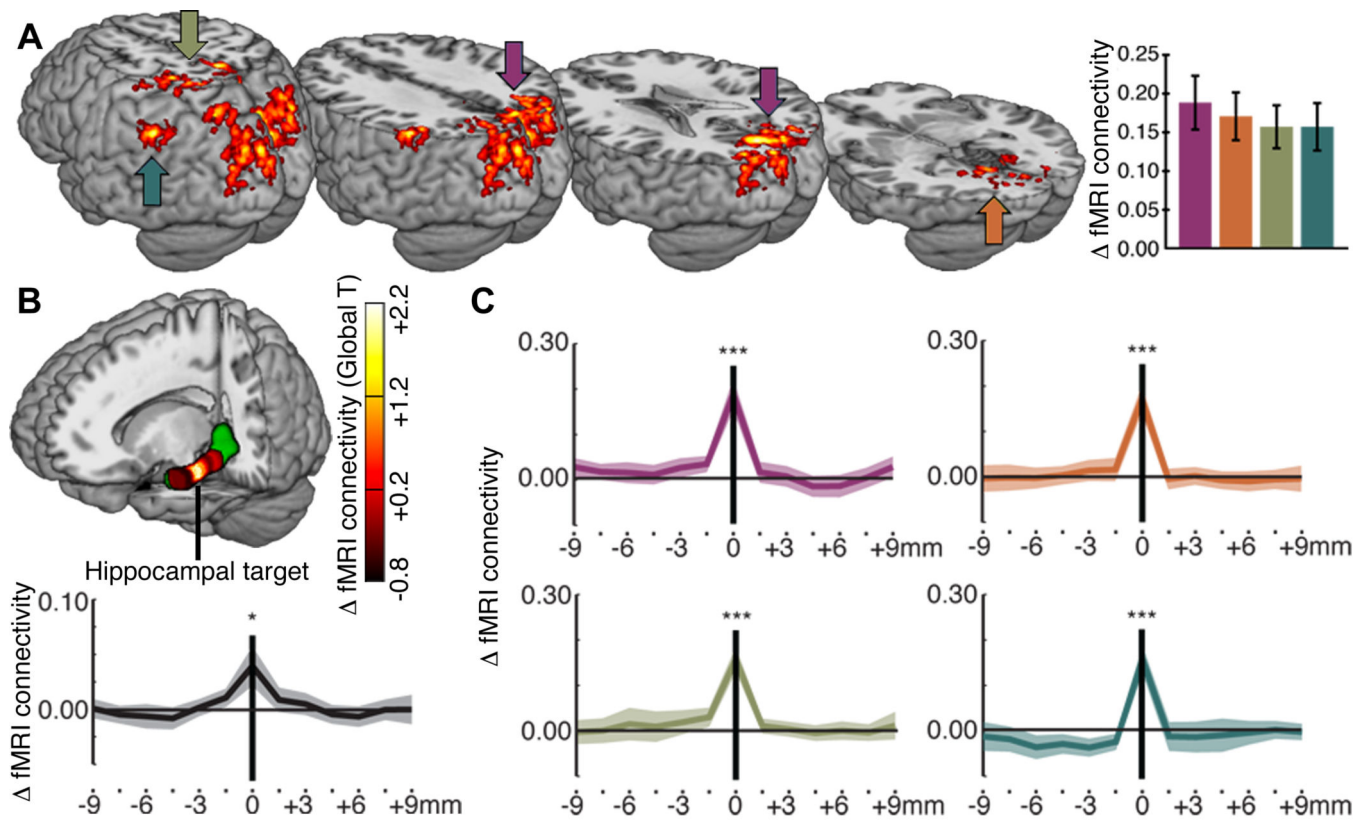 A
Δ fMRI connectivity
0.25
0.20
0.15
0.10
0.05
0.00
B
Δ fMRI connectivity (Global T)
+2.2
+1.2
+0.2
-0.8
Hippocampal target
Δ fMRI connectivity
0.10
0.00
*
-9 -6 -3 0 +3 +6 +9mm
C
Δ fMRI connectivity
0.30
0.00
***
-9 -6 -3 0 +3 +6 +9mm
0.30
0.00
***
-9 -6 -3 0 +3 +6 +9mm
0.30
0.00
***
-9 -6 -3 0 +3 +6 +9mm
0.30
0.00
***
-9 -6 -3 0 +3 +6 +9mm